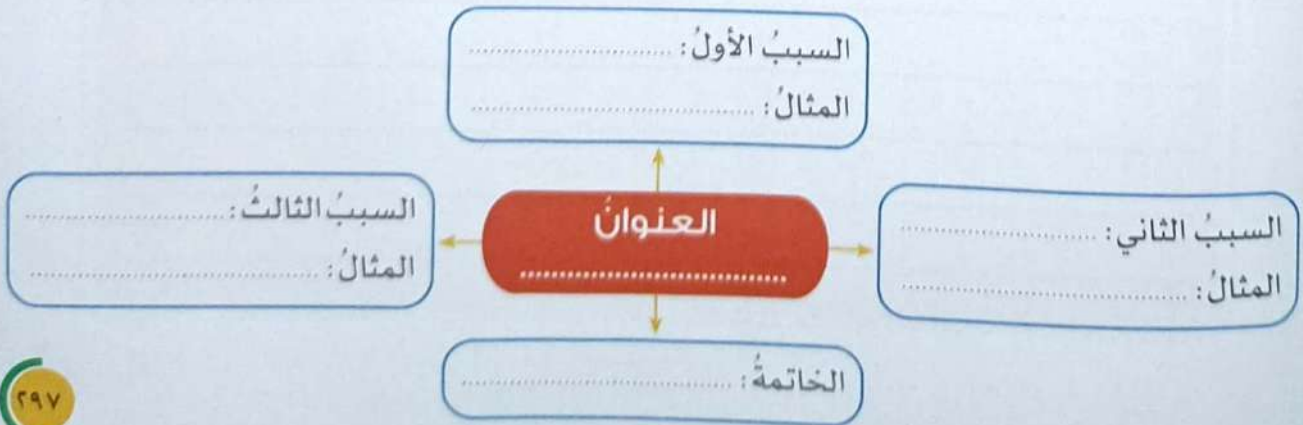 السببُ الأولُ: ..............................
المثالُ: ..........................................
العنوانُ
..................................
السببُ الثاني: ..............................
المثالُ: ..........................................
السببُ الثالثُ: ..............................
المثالُ: ..........................................
الخاتمةُ: ........................................
٢٩٧